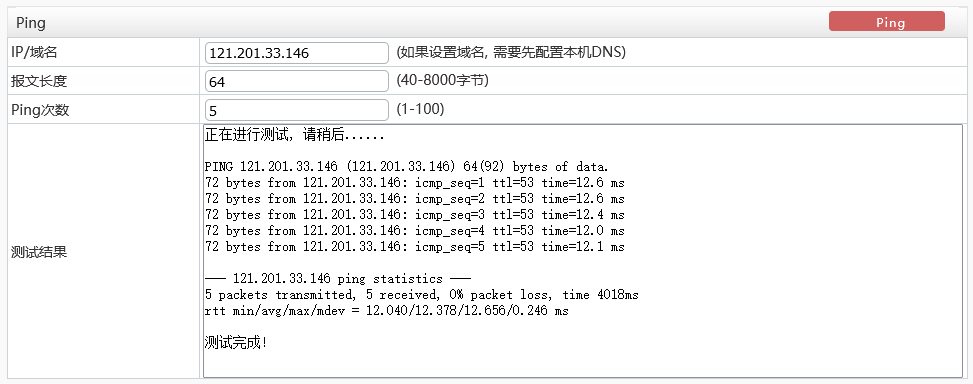 Ping
Ping
IP/域名
121.201.33.146
(如果设置域名, 需要先配置本机DNS)
报文长度
64
(40-8000字节)
Ping次数
5
(1-100)
测试结果
正在进行测试, 请稍后......
PING 121.201.33.146 (121.201.33.146) 64(92) bytes of data.
72 bytes from 121.201.33.146: icmp_seq=1 ttl=53 time=12.6 ms
72 bytes from 121.201.33.146: icmp_seq=2 ttl=53 time=12.6 ms
72 bytes from 121.201.33.146: icmp_seq=3 ttl=53 time=12.4 ms
72 bytes from 121.201.33.146: icmp_seq=4 ttl=53 time=12.0 ms
72 bytes from 121.201.33.146: icmp_seq=5 ttl=53 time=12.1 ms
--- 121.201.33.146 ping statistics ---
5 packets transmitted, 5 received, 0% packet loss, time 4018ms
rtt min/avg/max/mdev = 12.040/12.378/12.656/0.246 ms
测试完成!